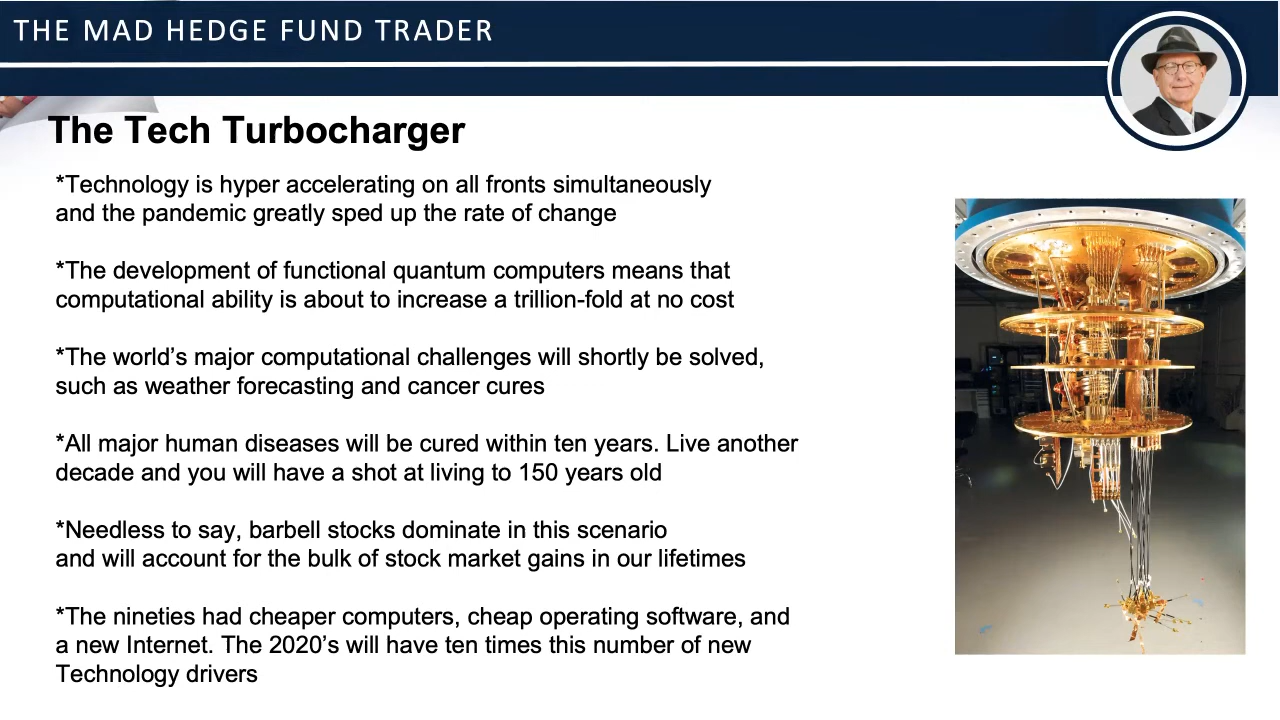 THE MAD HEDGE FUND TRADER
The Tech Turbocharger
*Technology is hyper accelerating on all fronts simultaneously
and the pandemic greatly sped up the rate of change
*The development of functional quantum computers means that
computational ability is about to increase a trillion-fold at no cost
*The world’s major computational challenges will shortly be solved,
such as weather forecasting and cancer cures
*All major human diseases will be cured within ten years. Live another
decade and you will have a shot at living to 150 years old
*Needless to say, barbell stocks dominate in this scenario
and will account for the bulk of stock market gains in our lifetimes
*The nineties had cheaper computers, cheap operating software, and
a new Internet. The 2020’s will have ten times this number of new
Technology drivers